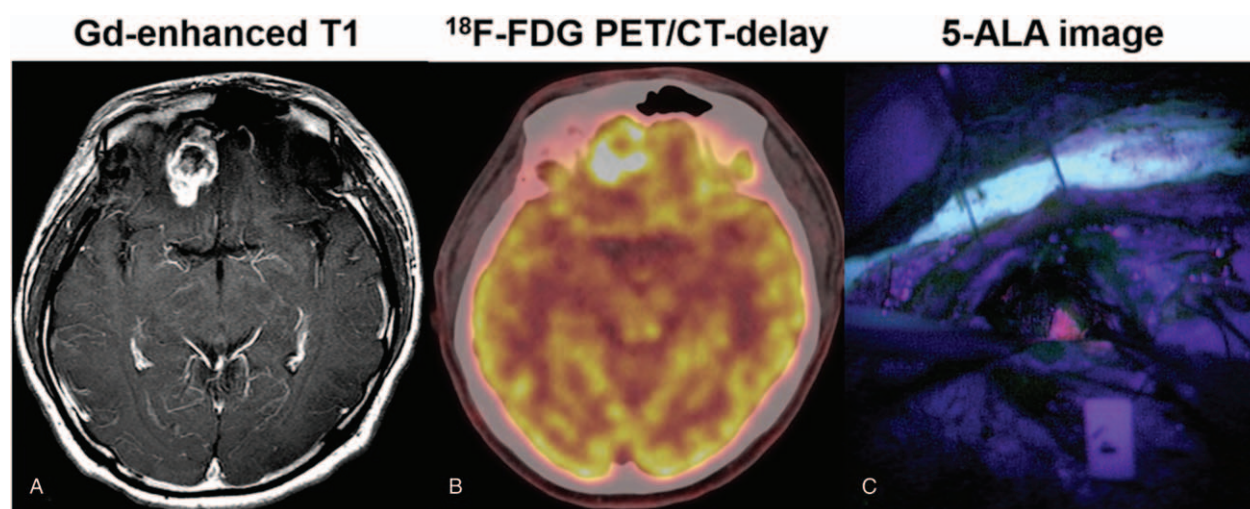 Gd-enhanced T1
¹⁸F-FDG PET/CT-delay
5-ALA image
A
B
C